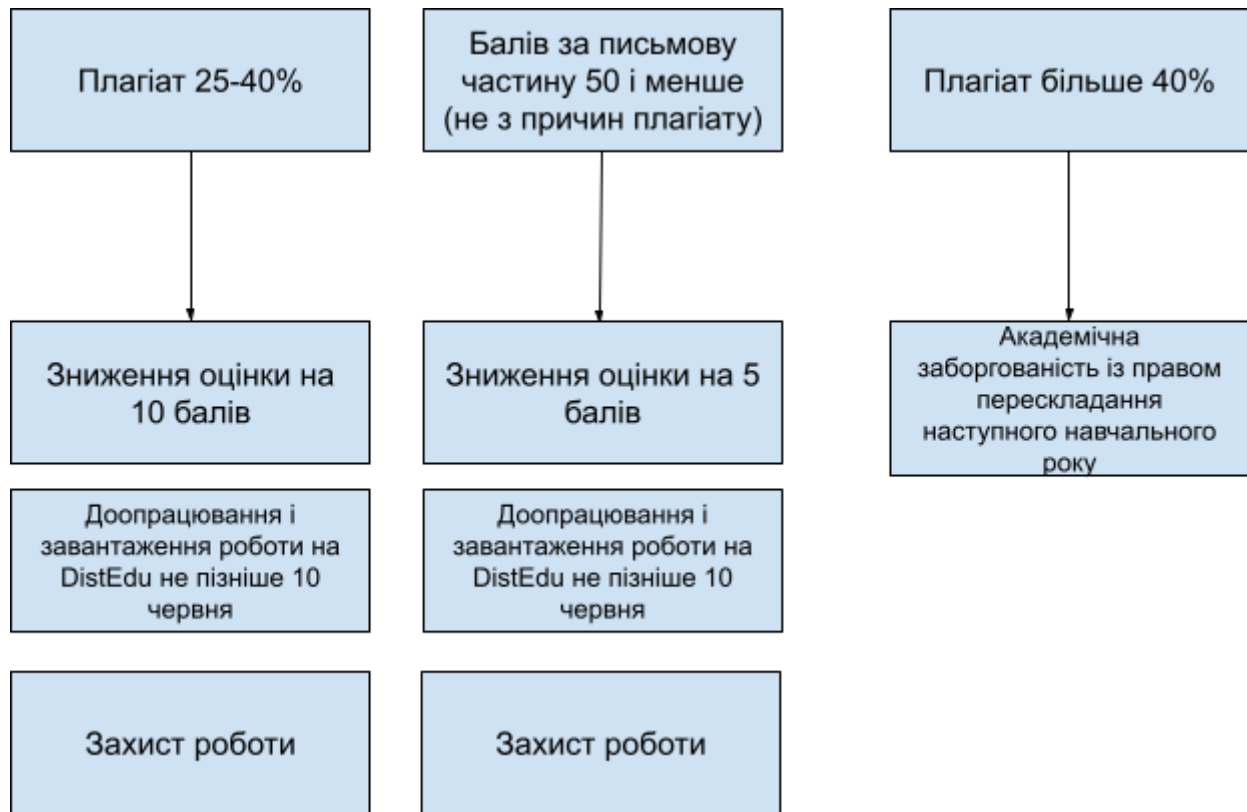 Плагіат 25-40%
Балів за письмову
частину 50 і менше
(не з причин плагіату)
Плагіат більше 40%
Зниження оцінки на
10 балів
Зниження оцінки на 5
балів
Академічна
заборгованість із правом
перескладання
наступного навчального
року
Доопрацювання і
завантаження роботи на
DistEdu не пізніше 10
червня
Доопрацювання і
завантаження роботи на
DistEdu не пізніше 10
червня
Захист роботи
Захист роботи